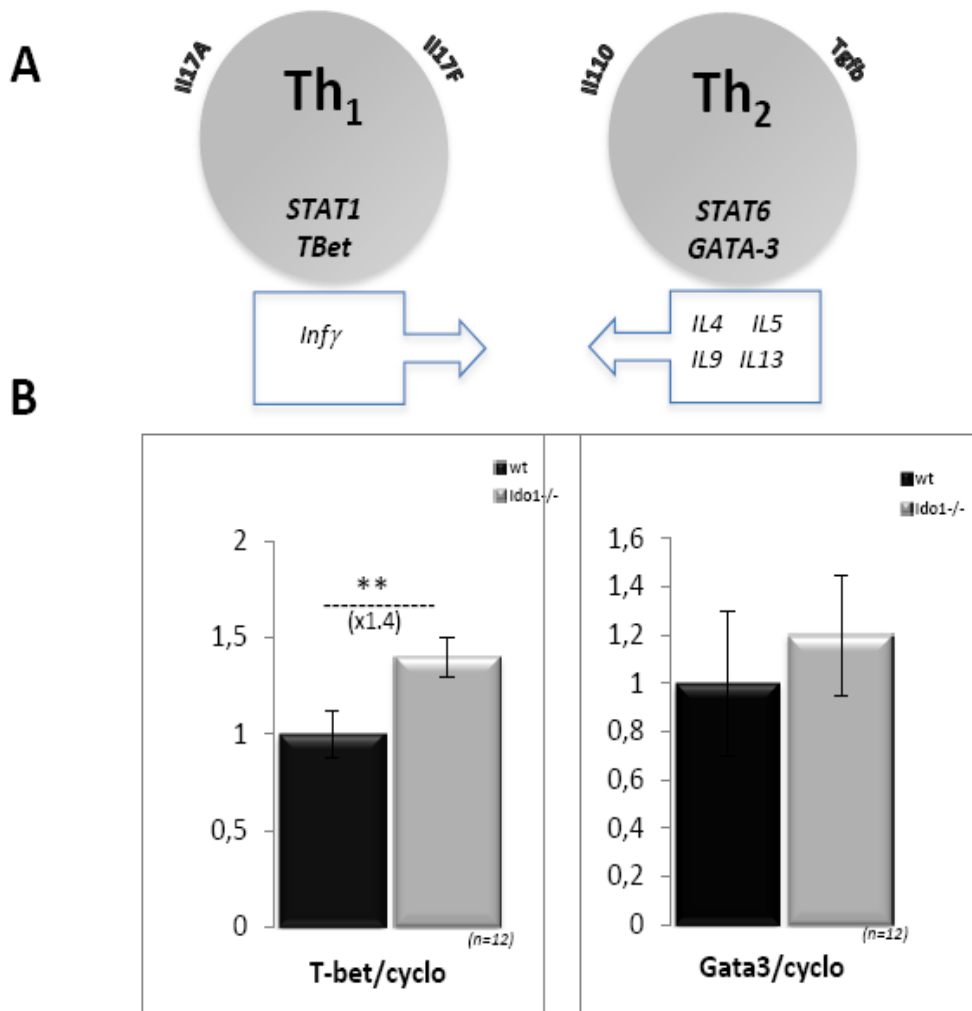 A
Il17A
Il17F
Th1
STAT1
TBet
Infγ
Il10
Tgfb
Th2
STAT6
GATA-3
IL4 IL5
IL9 IL13
B
wt
Ido1-/-
2
1,5
1
0,5
0
**
(x1.4)
(n=12)
T-bet/cyclo
wt
Ido1-/-
1,6
1,4
1,2
1
0,8
0,6
0,4
0,2
0
(n=12)
Gata3/cyclo